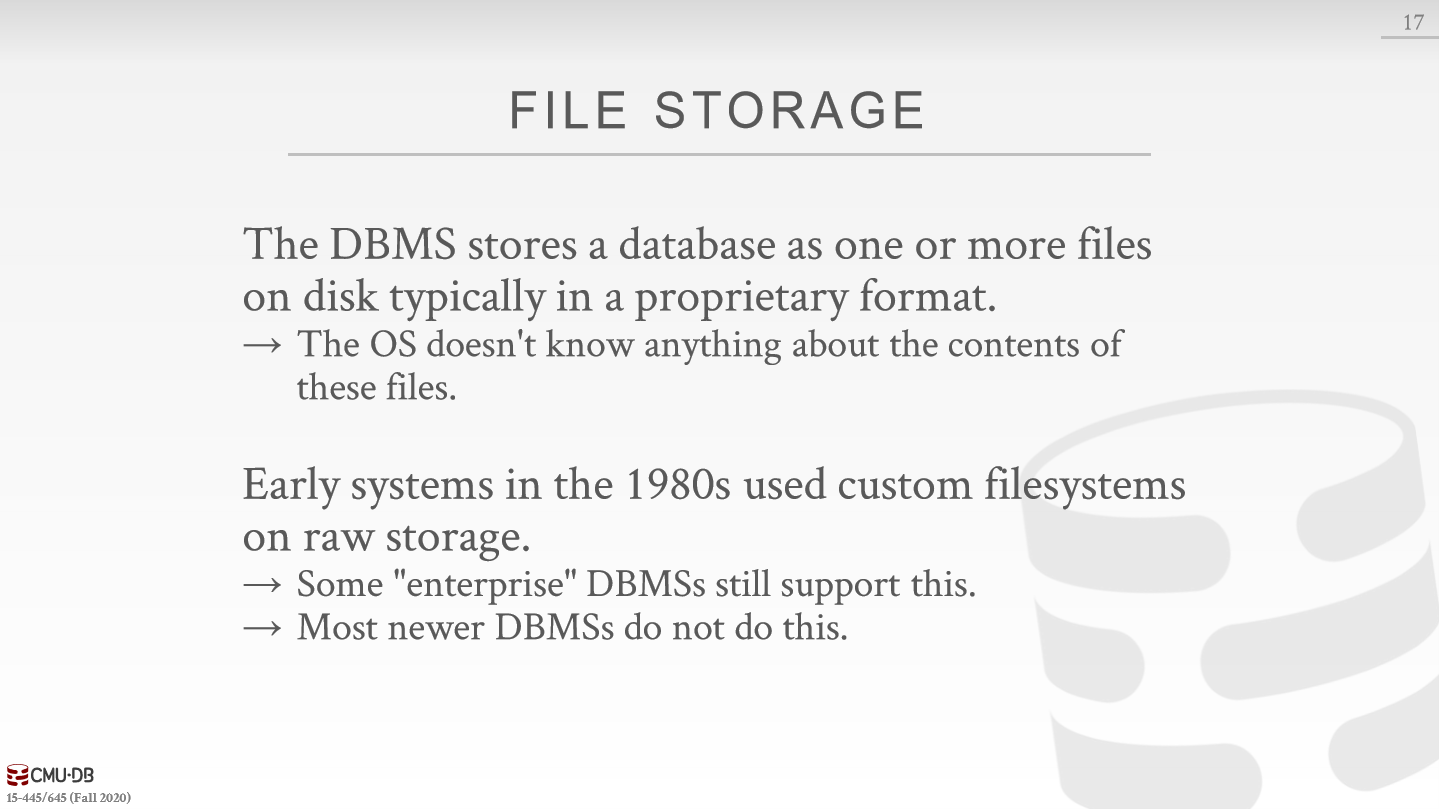 17
FILE STORAGE
The DBMS stores a database as one or more files
on disk typically in a proprietary format.
→ The OS doesn't know anything about the contents of
these files.
Early systems in the 1980s used custom filesystems
on raw storage.
→ Some "enterprise" DBMSs still support this.
→ Most newer DBMSs do not do this.
CMU·DB
15-445/645 (Fall 2020)